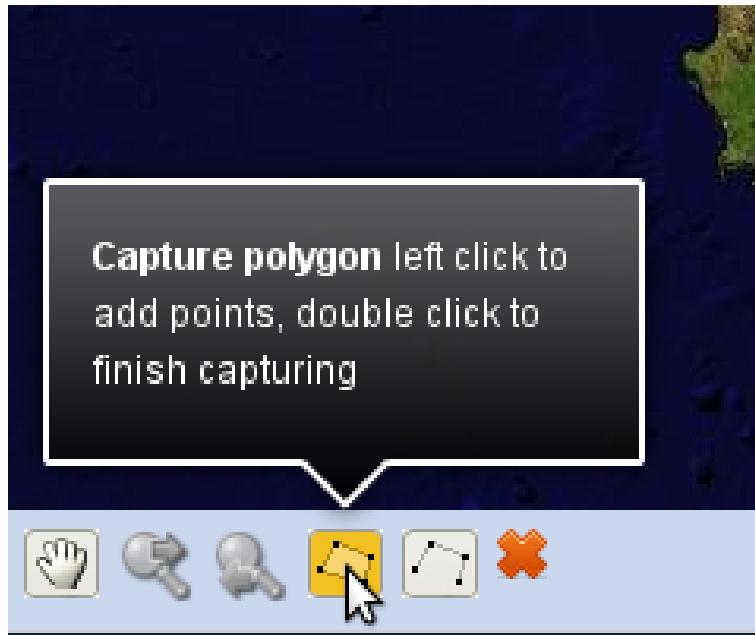 Capture polygon left click to
add points, double click to
finish capturing